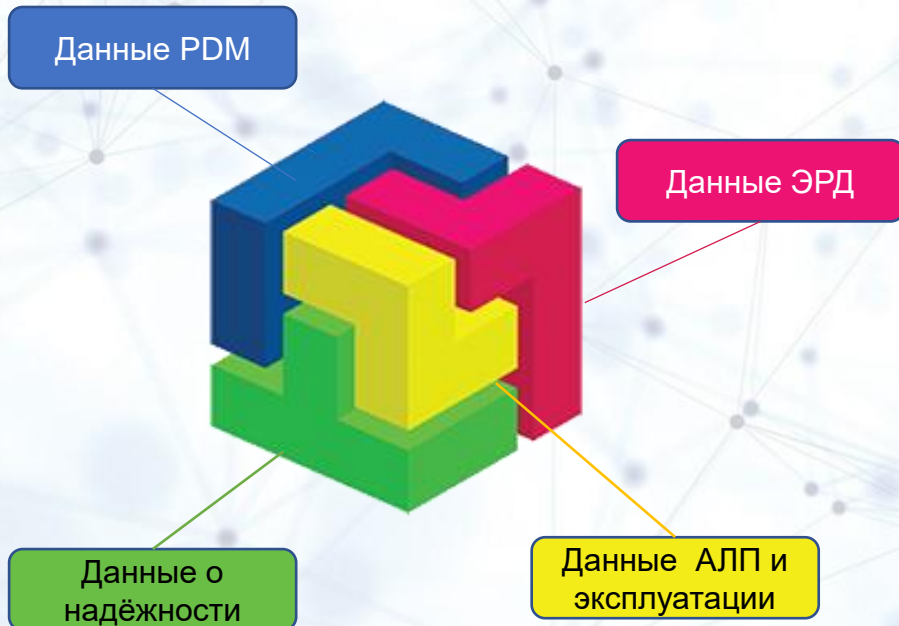 Данные PDM
Данные ЭРД
Данные о
надёжности
Данные АЛП и
эксплуатации